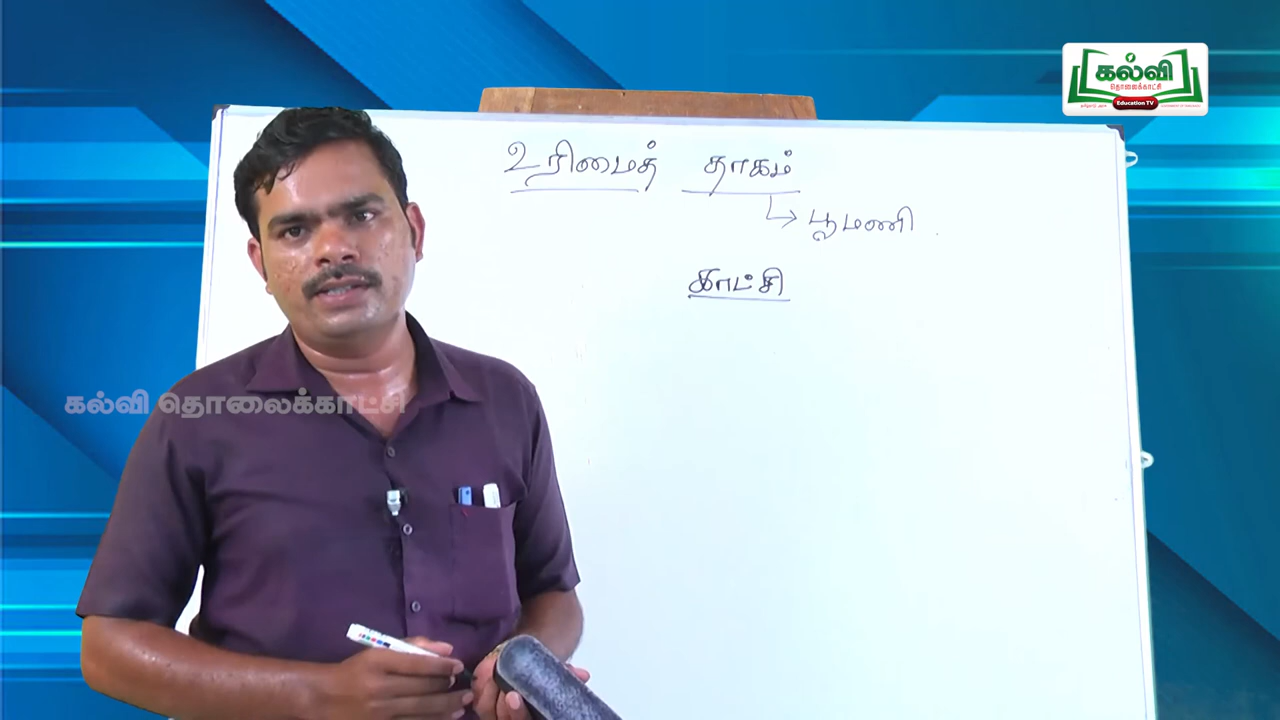 கல்வி
தொலைக்காட்சி
Education TV
உரிமைத் தாகம்
பூமணி
காட்சி
கல்வி தொலைக்காட்சி